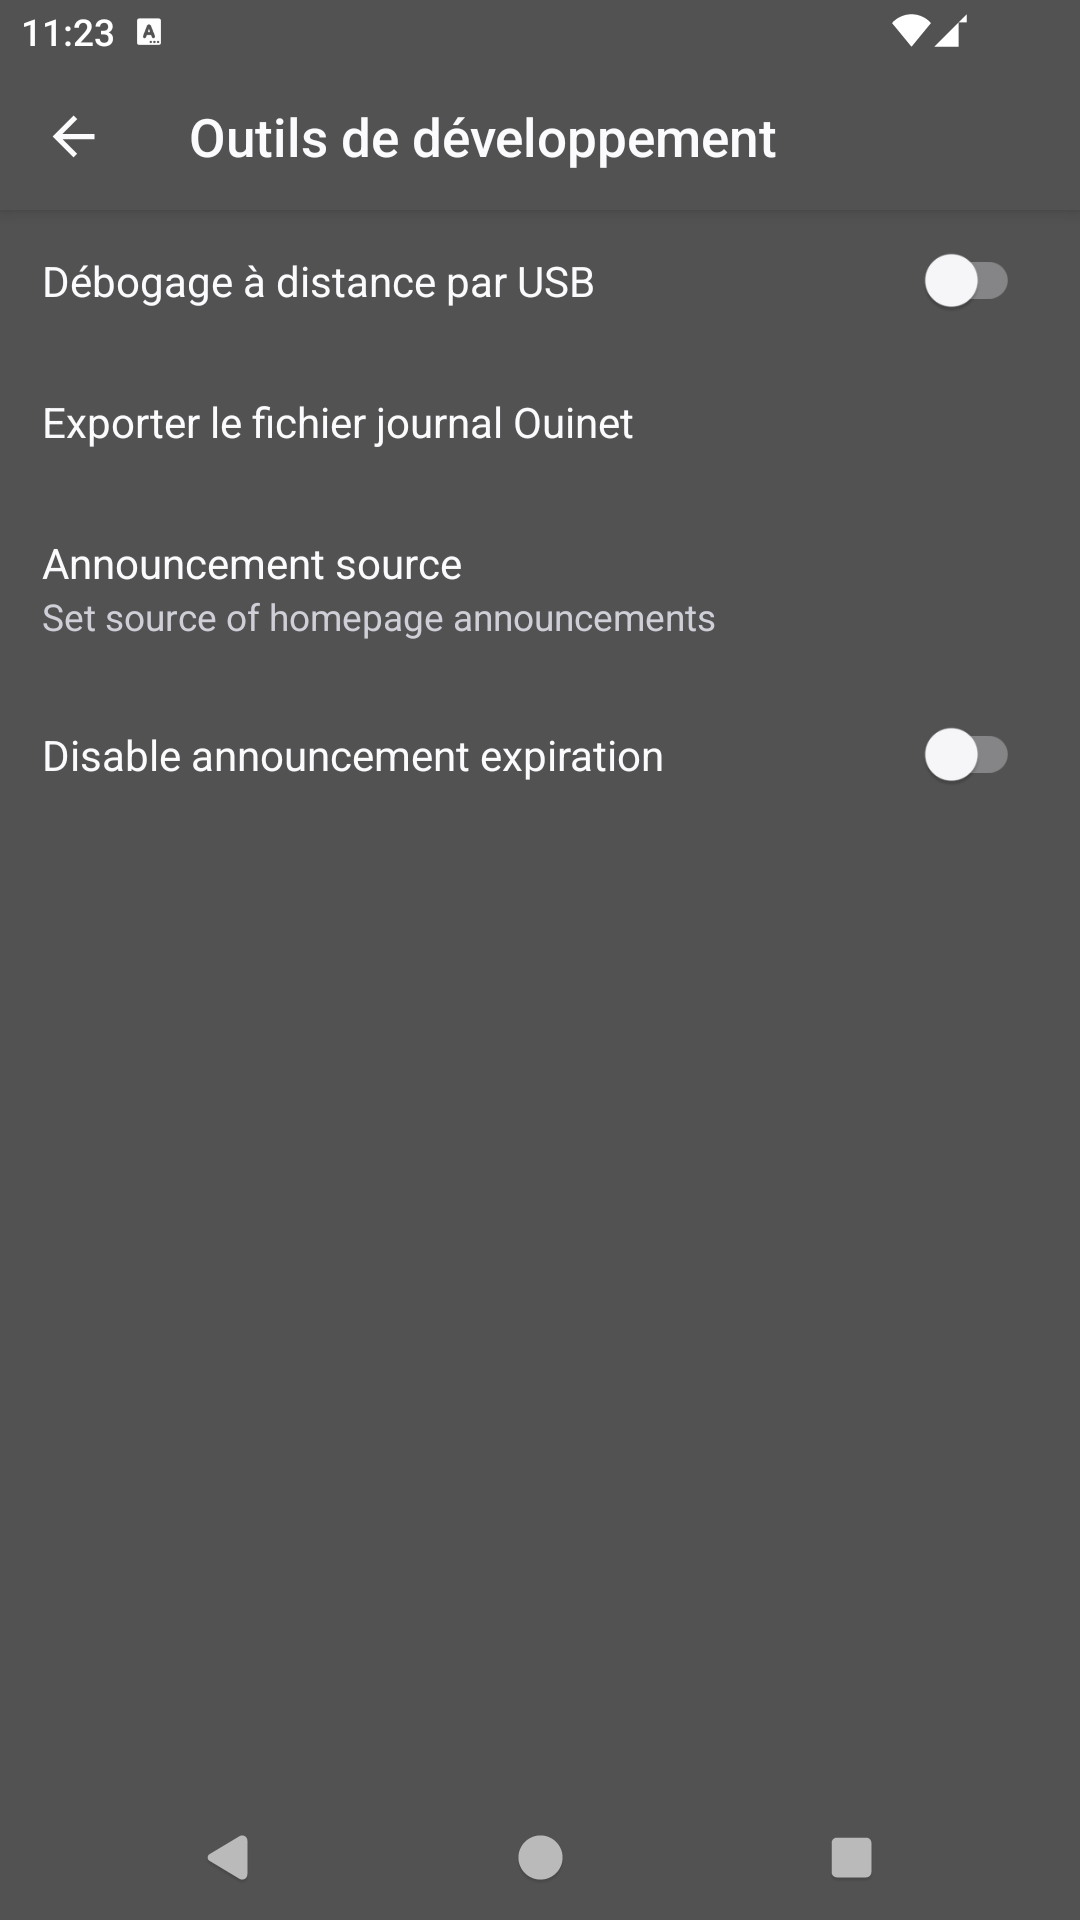 11:23
Outils de développement
Débogage à distance par USB
Exporter le fichier journal Ouinet
Announcement source
Set source of homepage announcements
Disable announcement expiration